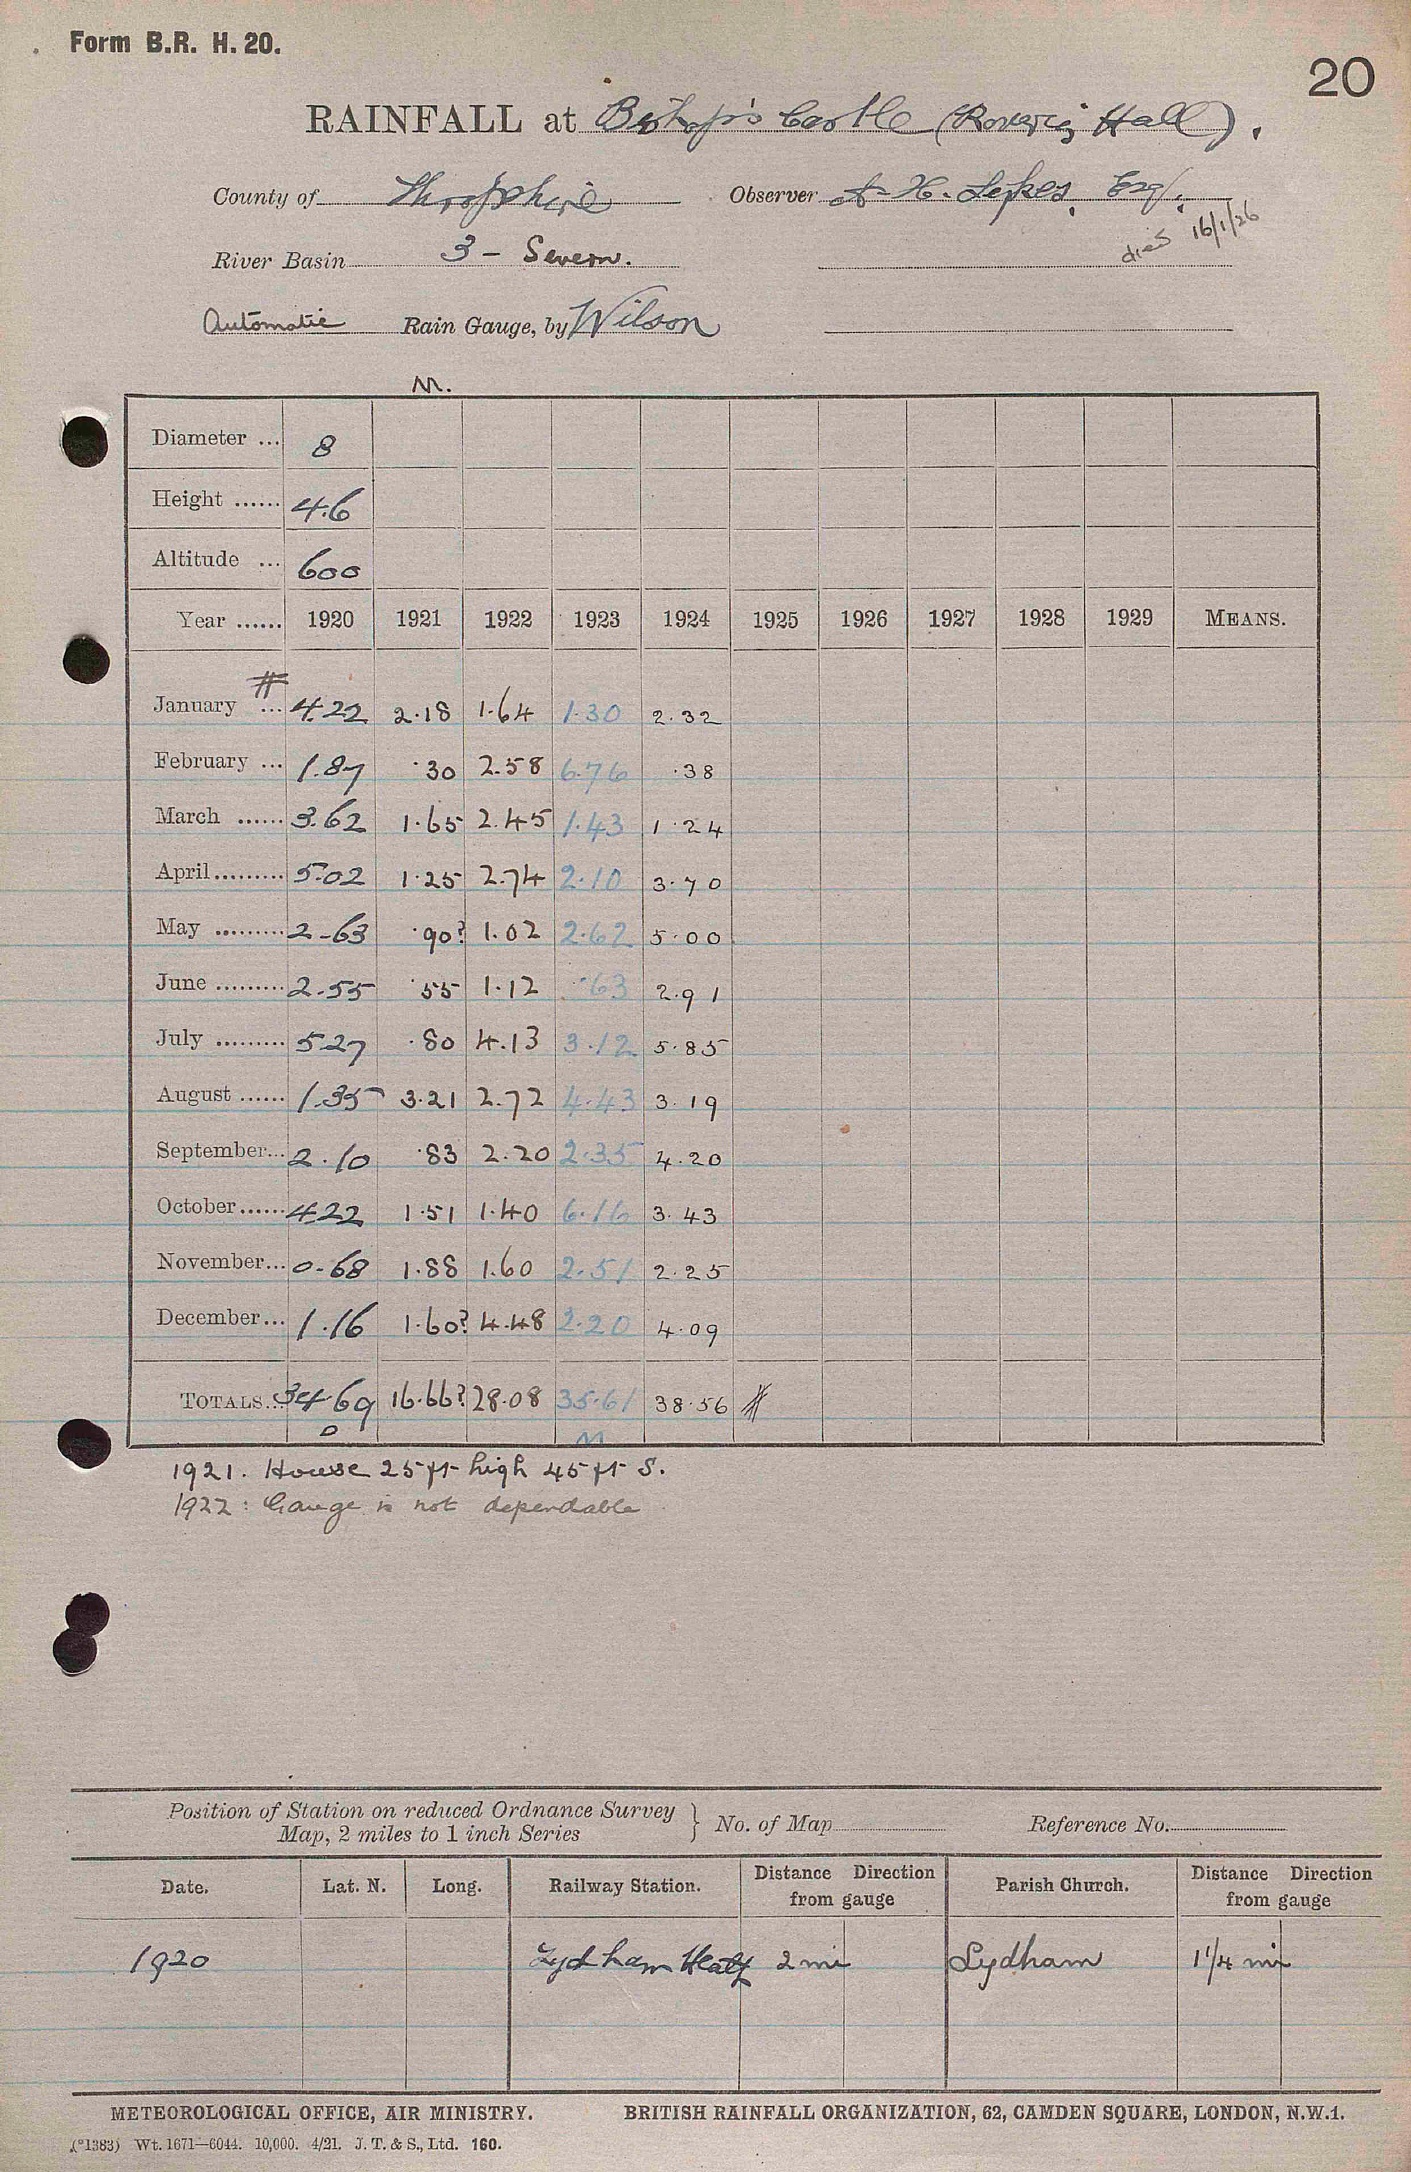 Form B.R. H. 20.
20
RAINFALL at Bishop's Castle (Roveries Hall).
County of Shropshire Observer A. H. Sykes, Esq.
died 16/1/26
River Basin 3 - Severn.
Automatic Rain Gauge, by Wilson
M.
Diameter ... 8
Height ...... 4.6
Altitude ... 600
Year ...... 1920 1921 1922 1923 1924 1925 1926 1927 1928 1929 MEANS.
January ... 4.22 2.18 1.64 1.30 2.32
February ... 1.87 .30 2.58 6.76 .38
March ...... 3.62 1.65 2.45 1.43 1.24
April ......... 5.02 1.25 2.74 2.10 3.70
May ......... 2.63 .90? 1.02 2.62 5.00
June ......... 2.55 .55 1.12 .63 2.91
July ......... 5.27 .80 4.13 3.12 5.85
August ...... 1.35 3.21 2.72 4.43 3.19
September... 2.10 .83 2.20 2.35 4.20
October...... 4.22 1.51 1.40 6.16 3.43
November... 0.68 1.88 1.60 2.51 2.25
December... 1.16 1.60? 4.48 2.20 4.09
TOTALS... 34.69 16.66? 28.08 35.61 38.56
M
1921. House 25 ft high 45 ft S.
1922: Gauge is not dependable
Position of Station on reduced Ordnance Survey Map, 2 miles to 1 inch Series } No. of Map Reference No.
Date. Lat. N. Long. Railway Station. Distance Direction from gauge Parish Church. Distance Direction from gauge
1920 Lydham Heath 2 mi Lydham 1 1/4 mi
METEOROLOGICAL OFFICE, AIR MINISTRY. BRITISH RAINFALL ORGANIZATION, 62, CAMDEN SQUARE, LONDON, N.W.1.
(*1383) Wt. 1671—6044. 10,000. 4/21. J. T. & S., Ltd. 160.